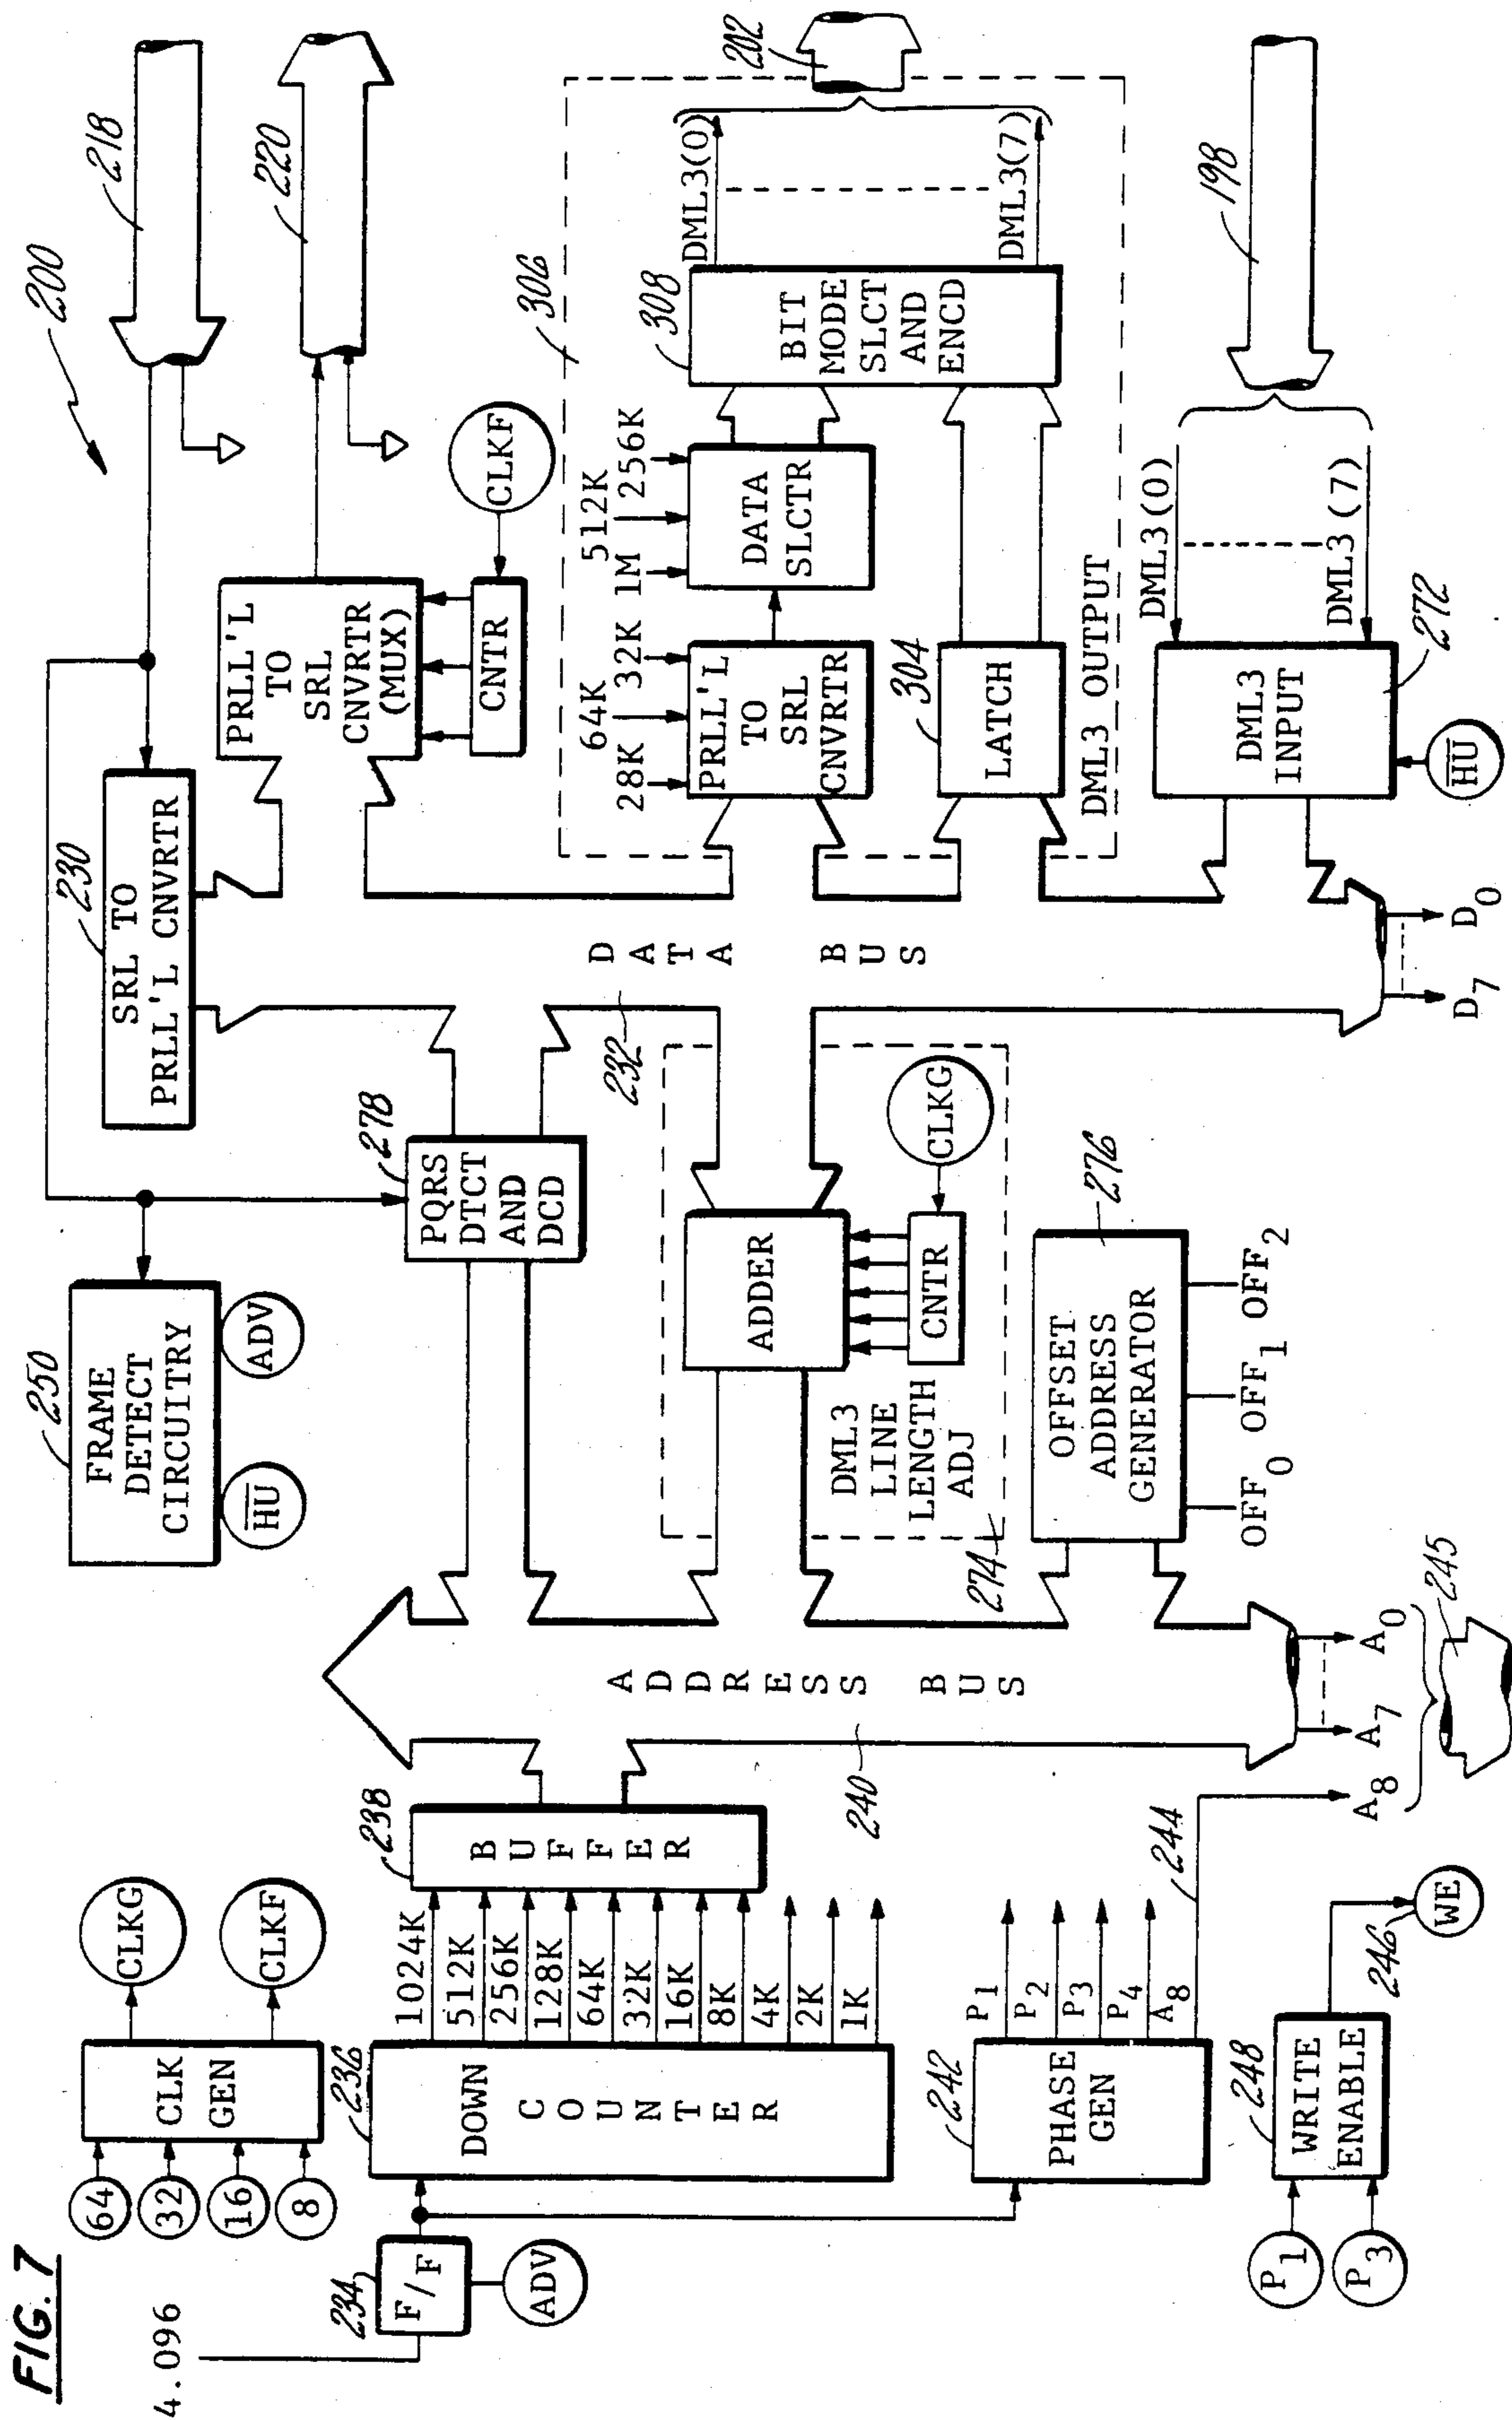 FIG. 7
4.096
234
F/F
ADV
64
32
16
8
CLK
GEN
CLKG
CLKF
236
DOWN
COUNTER
1024K
512K
256K
128K
64K
32K
16K
8K
4K
2K
1K
238
BUFFER
242
PHASE
GEN
P1
P2
P3
P4
A8
244
P1
P3
248
WRITE
ENABLE
246
WE
240
ADDRESS BUS
A8
A7
A0
245
250
FRAME
DETECT
CIRCUITRY
HU
ADV
278
PQRS
DTCT
AND
DCD
274
DML3
LINE
LENGTH
ADJ
ADDER
CNTR
CLKG
276
OFFSET
ADDRESS
GENERATOR
OFF0
OFF1
OFF2
230
SRL TO
PRLL'L CNVRTR
232
DATA BUS
D7
D0
200
218
220
PRLL'L
TO
SRL
CNVRTR
(MUX)
CNTR
CLKF
306
28K
64K
32K
PRLL'L
TO
SRL
CNVRTR
1M
512K
256K
DATA
SLCTR
304
LATCH
DML3 OUTPUT
308
BIT
MODE
SLCT
AND
ENCD
DML3(0)
DML3(7)
202
DML3
INPUT
272
HU
DML3(0)
DML3(7)
198